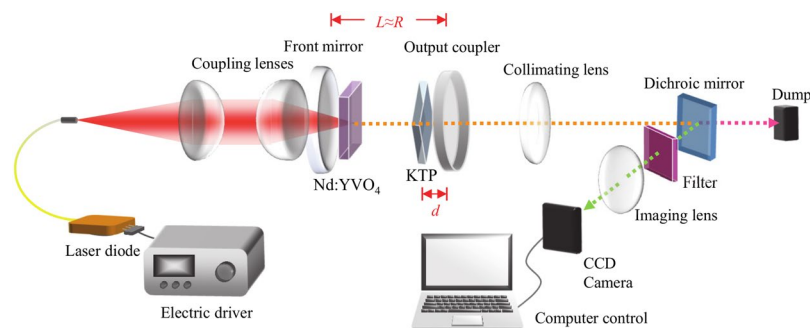 L≈R
Front mirror
Output coupler
Coupling lenses
Collimating lens
Dichroic mirror
Dump
Nd:YVO₄
KTP
d
Filter
Imaging lens
Laser diode
CCD
Camera
Electric driver
Computer control